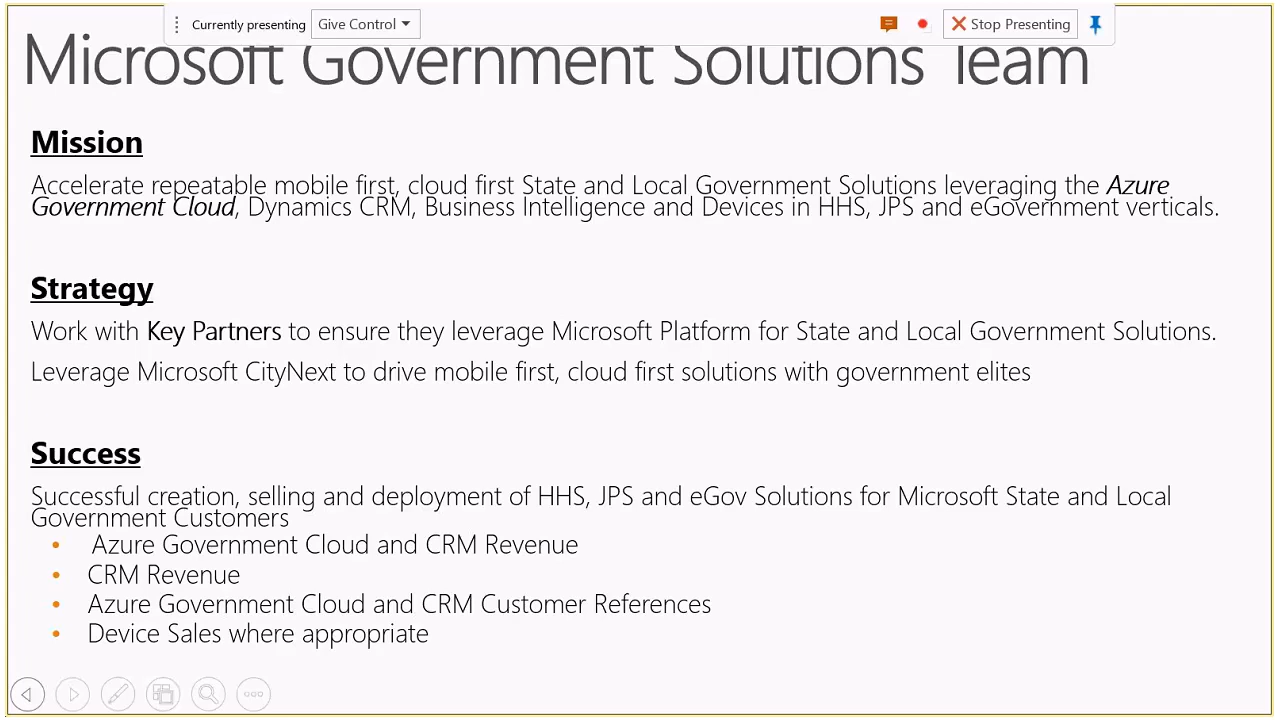 Currently presenting Give Control Stop Presenting
Microsoft Government Solutions Team
Mission
Accelerate repeatable mobile first, cloud first State and Local Government Solutions leveraging the Azure
Government Cloud, Dynamics CRM, Business Intelligence and Devices in HHS, JPS and eGovernment verticals.
Strategy
Work with Key Partners to ensure they leverage Microsoft Platform for State and Local Government Solutions.
Leverage Microsoft CityNext to drive mobile first, cloud first solutions with government elites
Success
Successful creation, selling and deployment of HHS, JPS and eGov Solutions for Microsoft State and Local
Government Customers
• Azure Government Cloud and CRM Revenue
• CRM Revenue
• Azure Government Cloud and CRM Customer References
• Device Sales where appropriate